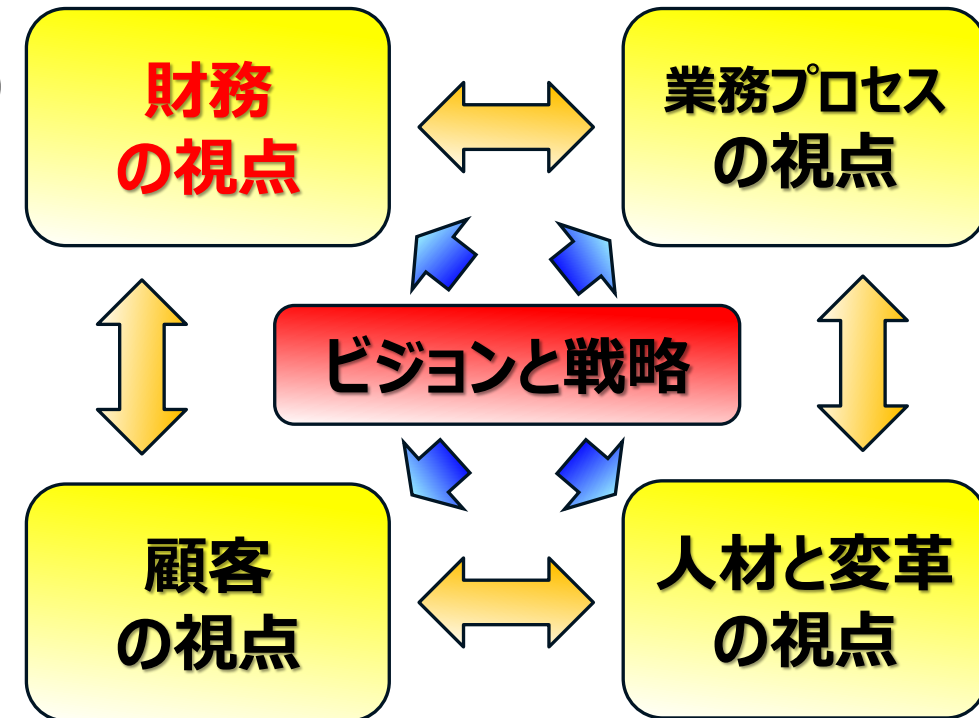 財務
の視点
業務プロセス
の視点
ビジョンと戦略
顧客
の視点
人材と変革
の視点